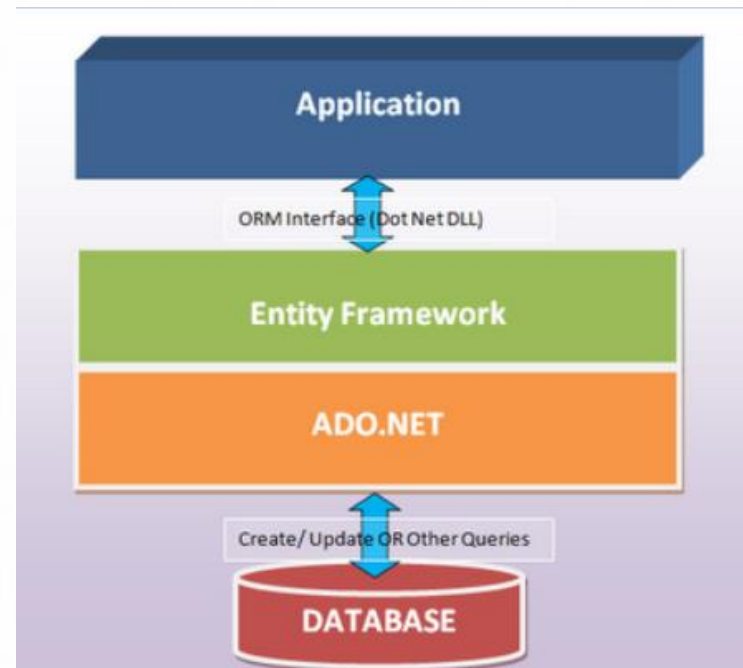 Application
ORM Interface (Dot Net DLL)
Entity Framework
ADO.NET
Create/ Update OR Other Queries
DATABASE